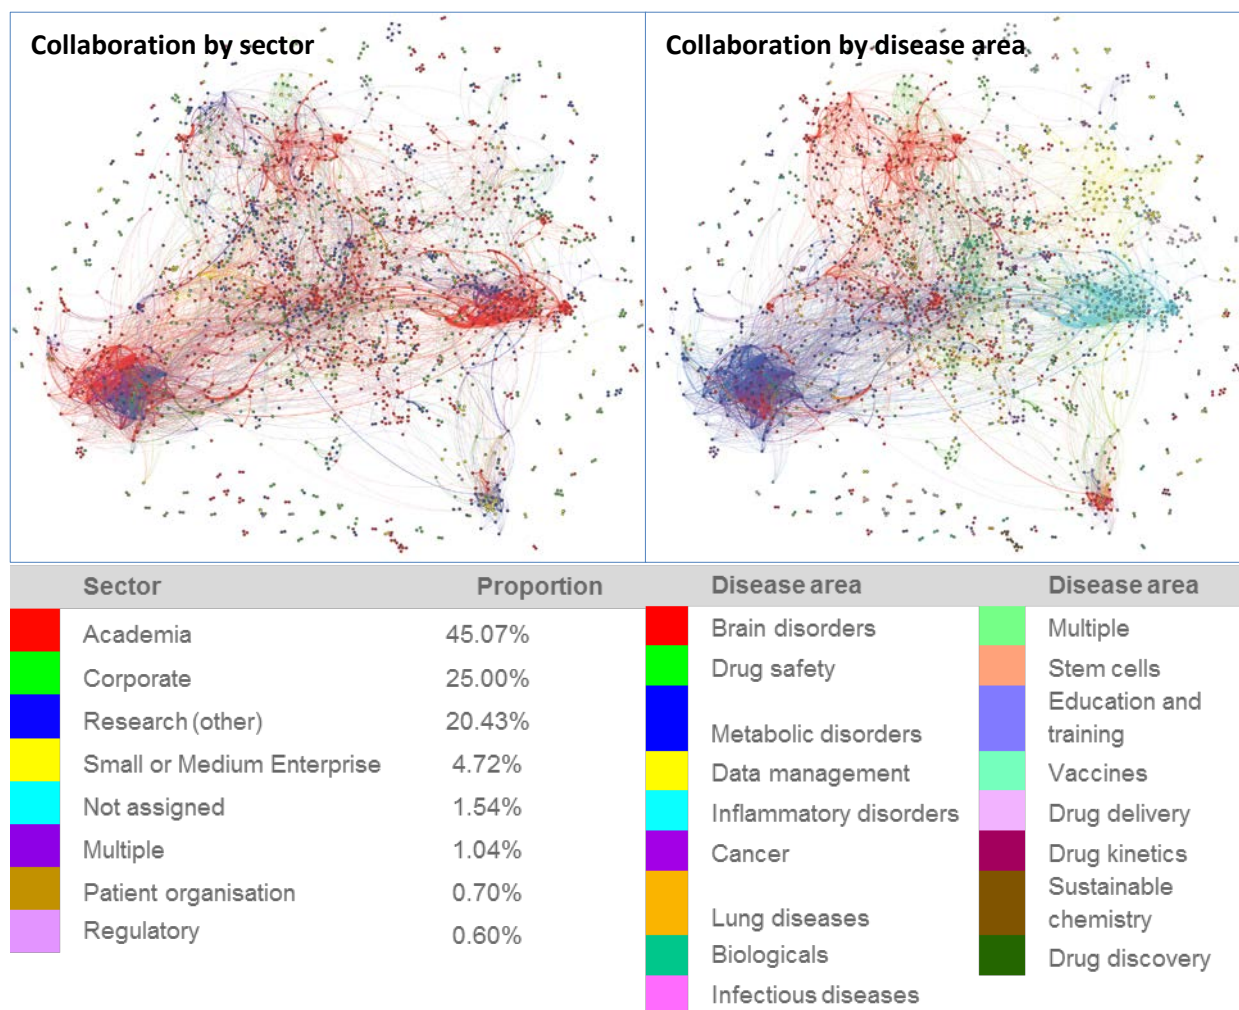 Collaboration by sector
Collaboration by disease area
Sector Proportion
Academia 45.07%
Corporate 25.00%
Research (other) 20.43%
Small or Medium Enterprise 4.72%
Not assigned 1.54%
Multiple 1.04%
Patient organisation 0.70%
Regulatory 0.60%
Disease area
Brain disorders
Drug safety
Metabolic disorders
Data management
Inflammatory disorders
Cancer
Lung diseases
Biologicals
Infectious diseases
Disease area
Multiple
Stem cells
Education and
training
Vaccines
Drug delivery
Drug kinetics
Sustainable
chemistry
Drug discovery